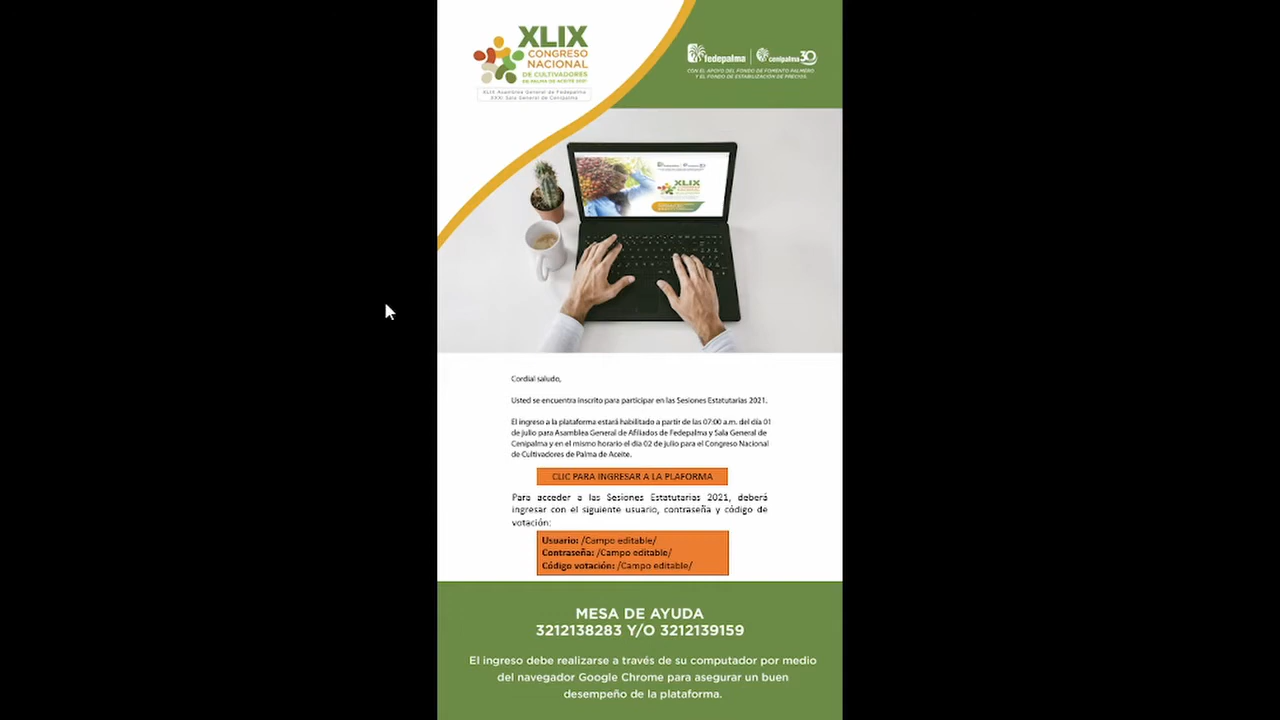 XLIX
CONGRESO
NACIONAL
DE CULTIVADORES
DE PALMA DE ACEITE 2021
XLIX Asamblea General de Fedepalma
XXXI Sala General de Cenipalma
fedepalma | cenipalma 30
CON EL APOYO DEL FONDO DE FOMENTO PALMERO
Y EL FONDO DE ESTABILIZACIÓN DE PRECIOS.
XLIX
CONGRESO
NACIONAL
Cordial saludo,
Usted se encuentra inscrito para participar en las Sesiones Estatutarias 2021.
El ingreso a la plataforma estará habilitado a partir de las 07:00 a.m. del día 01
de julio para Asamblea General de Afiliados de Fedepalma y Sala General de
Cenipalma y en el mismo horario el día 02 de julio para el Congreso Nacional
de Cultivadores de Palma de Aceite.
CLIC PARA INGRESAR A LA PLAFORMA
Para acceder a las Sesiones Estatutarias 2021, deberá
ingresar con el siguiente usuario, contraseña y código de
votación:
Usuario: /Campo editable/
Contraseña: /Campo editable/
Código votación: /Campo editable/
MESA DE AYUDA
3212138283 Y/O 3212139159
El ingreso debe realizarse a través de su computador por medio
del navegador Google Chrome para asegurar un buen
desempeño de la plataforma.